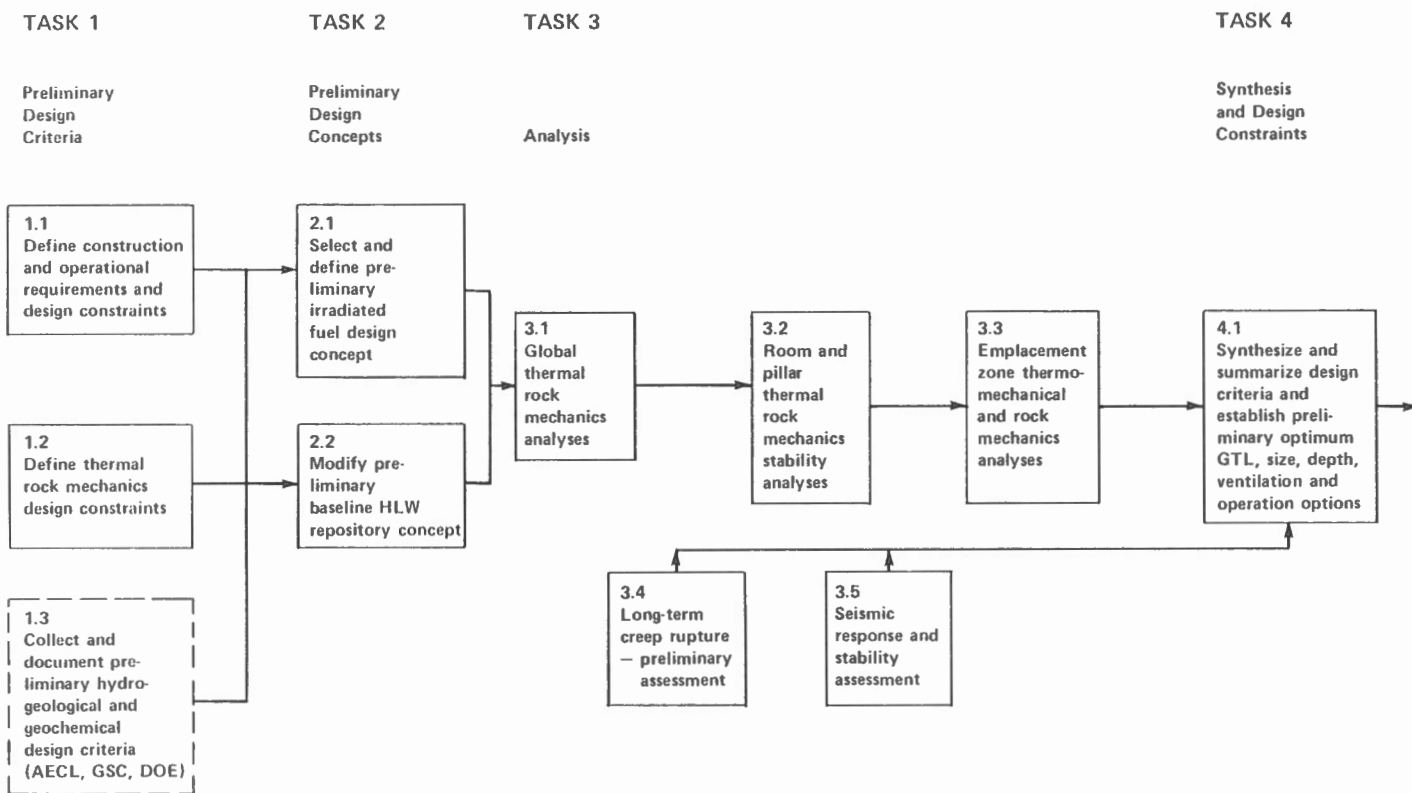 TASK 1
Preliminary
Design
Criteria
TASK 2
Preliminary
Design
Concepts
TASK 3
Analysis
TASK 4
Synthesis
and Design
Constraints
1.1
Define construction
and operational
requirements and
design constraints
1.2
Define thermal
rock mechanics
design constraints
1.3
Collect and
document pre-
liminary hydro-
geological and
geochemical
design criteria
(AECL, GSC, DOE)
2.1
Select and
define pre-
liminary
irradiated
fuel design
concept
2.2
Modify pre-
liminary
baseline HLW
repository concept
3.1
Global
thermal
rock
mechanics
analyses
3.2
Room and
pillar
thermal
rock
mechanics
stability
analyses
3.3
Emplacement
zone thermo-
mechanical
and rock
mechanics
analyses
3.4
Long-term
creep rupture
— preliminary
assessment
3.5
Seismic
response and
stability
assessment
4.1
Synthesize and
summarize design
criteria and
establish preli-
minary optimum
GTL, size, depth,
ventilation and
operation options